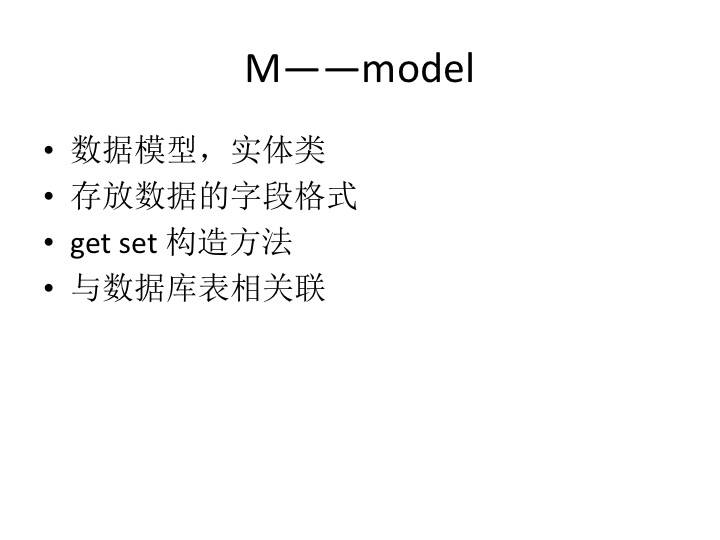 M——model
• 数据模型，实体类
• 存放数据的字段格式
• get set 构造方法
• 与数据库表相关联